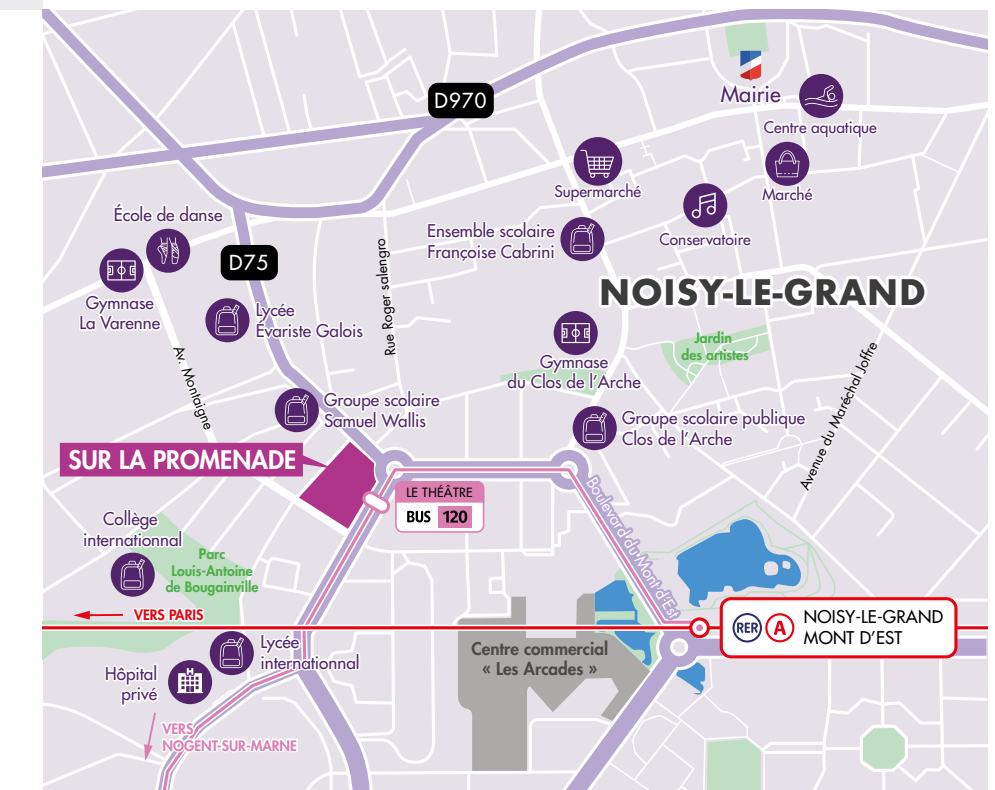 D970
Mairie
Centre aquatique
Supermarché
Marché
École de danse
Ensemble scolaire
Françoise Cabrini
Conservatoire
D75
Gymnase
La Varenne
Rue Roger salengro
NOISY-LE-GRAND
Lycée
Évariste Galois
Jardin
des artistes
Av. Montaigne
Gymnase
du Clos de l'Arche
Avenue du Maréchal Joffre
Groupe scolaire
Samuel Wallis
Groupe scolaire publique
Clos de l'Arche
SUR LA PROMENADE
LE THÉÂTRE
BUS 120
Boulevard du Mont d'Est
Collège
internationnal
Parc
Louis-Antoine
de Bougainville
VERS PARIS
RER A
NOISY-LE-GRAND
MONT D'EST
Lycée
internationnal
Centre commercial
« Les Arcades »
Hôpital
privé
VERS
NOGENT-SUR-MARNE